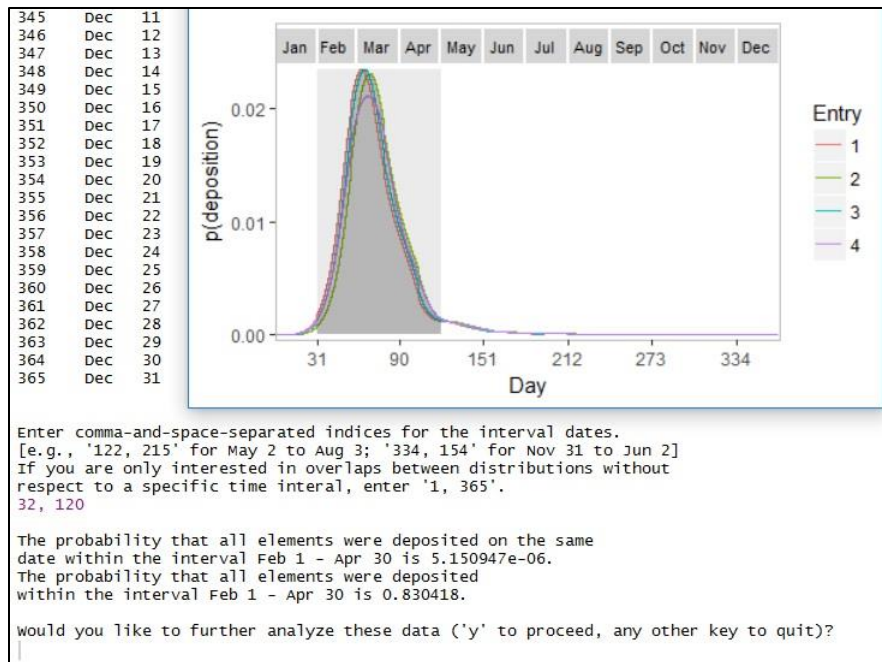 345 Dec 11
346 Dec 12
347 Dec 13
348 Dec 14
349 Dec 15
350 Dec 16
351 Dec 17
352 Dec 18
353 Dec 19
354 Dec 20
355 Dec 21
356 Dec 22
357 Dec 23
358 Dec 24
359 Dec 25
360 Dec 26
361 Dec 27
362 Dec 28
363 Dec 29
364 Dec 30
365 Dec 31
Jan Feb Mar Apr May Jun Jul Aug Sep Oct Nov Dec
p(deposition)
0.02
0.01
0.00
31 90 151 212 273 334
Day
Entry
1
2
3
4
Enter comma-and-space-separated indices for the interval dates.
[e.g., '122, 215' for May 2 to Aug 3; '334, 154' for Nov 31 to Jun 2]
If you are only interested in overlaps between distributions without
respect to a specific time interal, enter '1, 365'.
32, 120
The probability that all elements were deposited on the same
date within the interval Feb 1 - Apr 30 is 5.150947e-06.
The probability that all elements were deposited
within the interval Feb 1 - Apr 30 is 0.830418.
Would you like to further analyze these data ('y' to proceed, any other key to quit)?